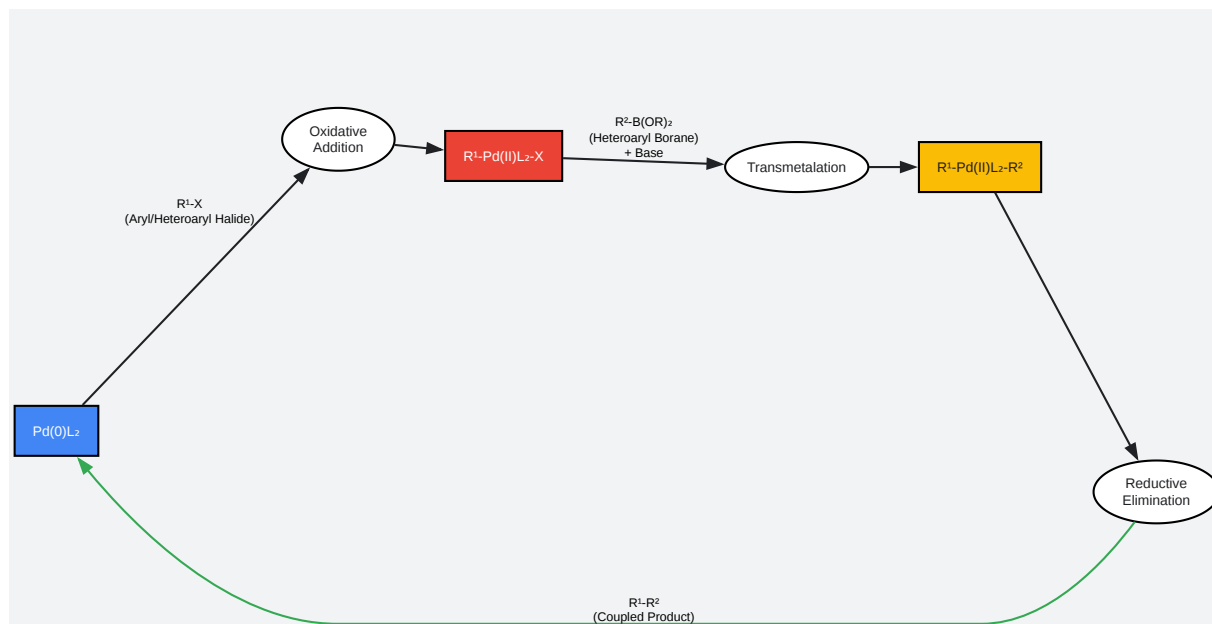 Oxidative
Addition
R¹-Pd(II)L₂-X
R²-B(OR)₂
(Heteroaryl Borane)
+ Base
Transmetalation
R¹-Pd(II)L₂-R²
R¹-X
(Aryl/Heteroaryl Halide)
Pd(0)L₂
Reductive
Elimination
R¹-R²
(Coupled Product)